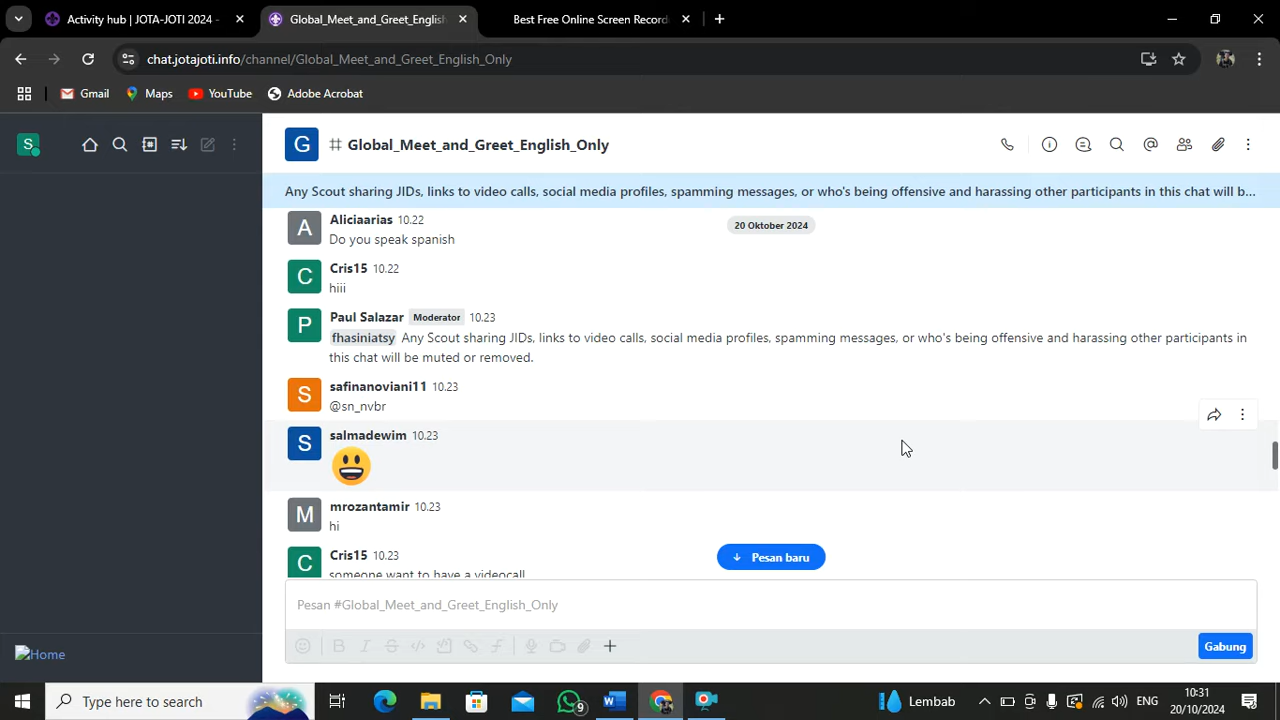 Activity hub | JOTA-JOTI 2024 -
Global_Meet_and_Greet_English
Best Free Online Screen Record
chat.jotajoti.info/channel/Global_Meet_and_Greet_English_Only
Gmail
Maps
YouTube
Adobe Acrobat
S
G
# Global_Meet_and_Greet_English_Only
Any Scout sharing JIDs, links to video calls, social media profiles, spamming messages, or who's being offensive and harassing other participants in this chat will b...
20 Oktober 2024
A
Aliciaarias 10.22
Do you speak spanish
C
Cris15 10.22
hiii
P
Paul Salazar Moderator 10.23
fhasiniatsy Any Scout sharing JIDs, links to video calls, social media profiles, spamming messages, or who's being offensive and harassing other participants in
this chat will be muted or removed.
S
safinanoviani11 10.23
@sn_nvbr
S
salmadewim 10.23
M
mrozantamir 10.23
hi
C
Cris15 10.23
someone want to have a videocall
Pesan baru
Pesan #Global_Meet_and_Greet_English_Only
Gabung
Home
Type here to search
9
Lembab
ENG
10:31
20/10/2024